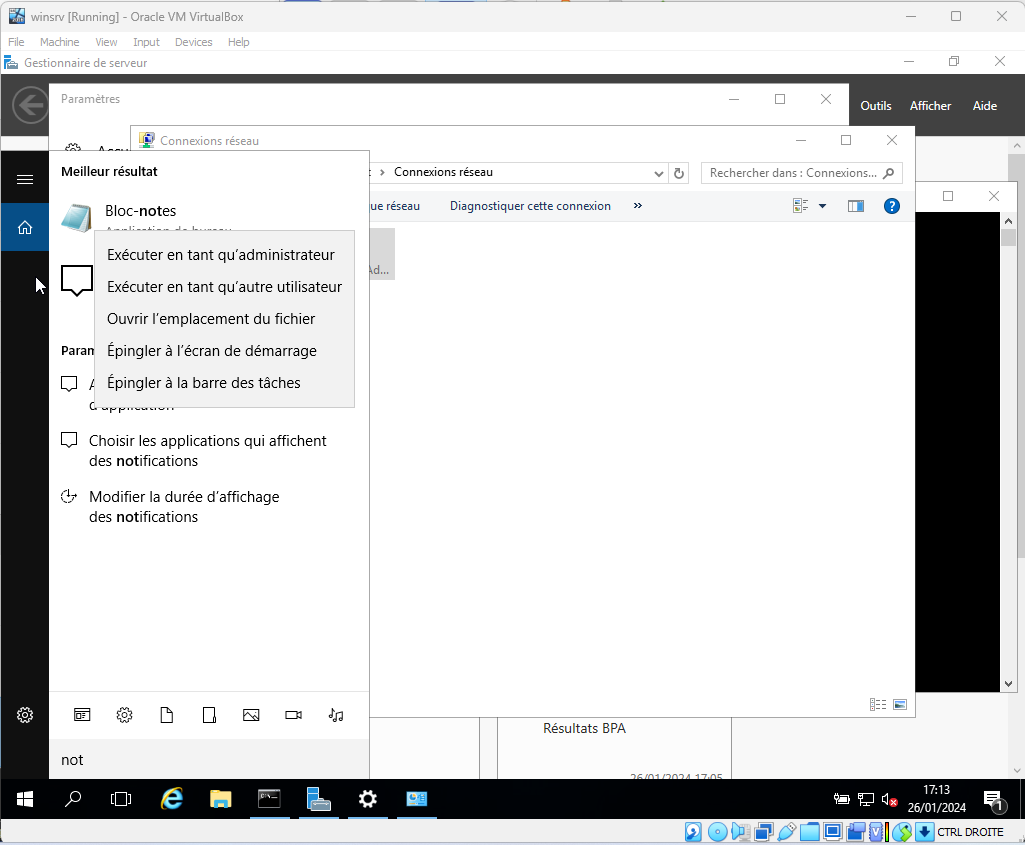 winsrv [Running] - Oracle VM VirtualBox
File Machine View Input Devices Help
Gestionnaire de serveur
Outils Afficher Aide
Paramètres
Connexions réseau
Connexions réseau
Rechercher dans : Connexions...
réseau Diagnostiquer cette connexion »
Meilleur résultat
Bloc-notes
Application de bureau
Exécuter en tant qu'administrateur
Exécuter en tant qu'autre utilisateur
Ouvrir l'emplacement du fichier
Épingler à l'écran de démarrage
Épingler à la barre des tâches
d'application
Choisir les applications qui affichent
des notifications
Modifier la durée d'affichage
des notifications
not
Résultats BPA
26/01/2024 17:05
17:13
26/01/2024
1
CTRL DROITE